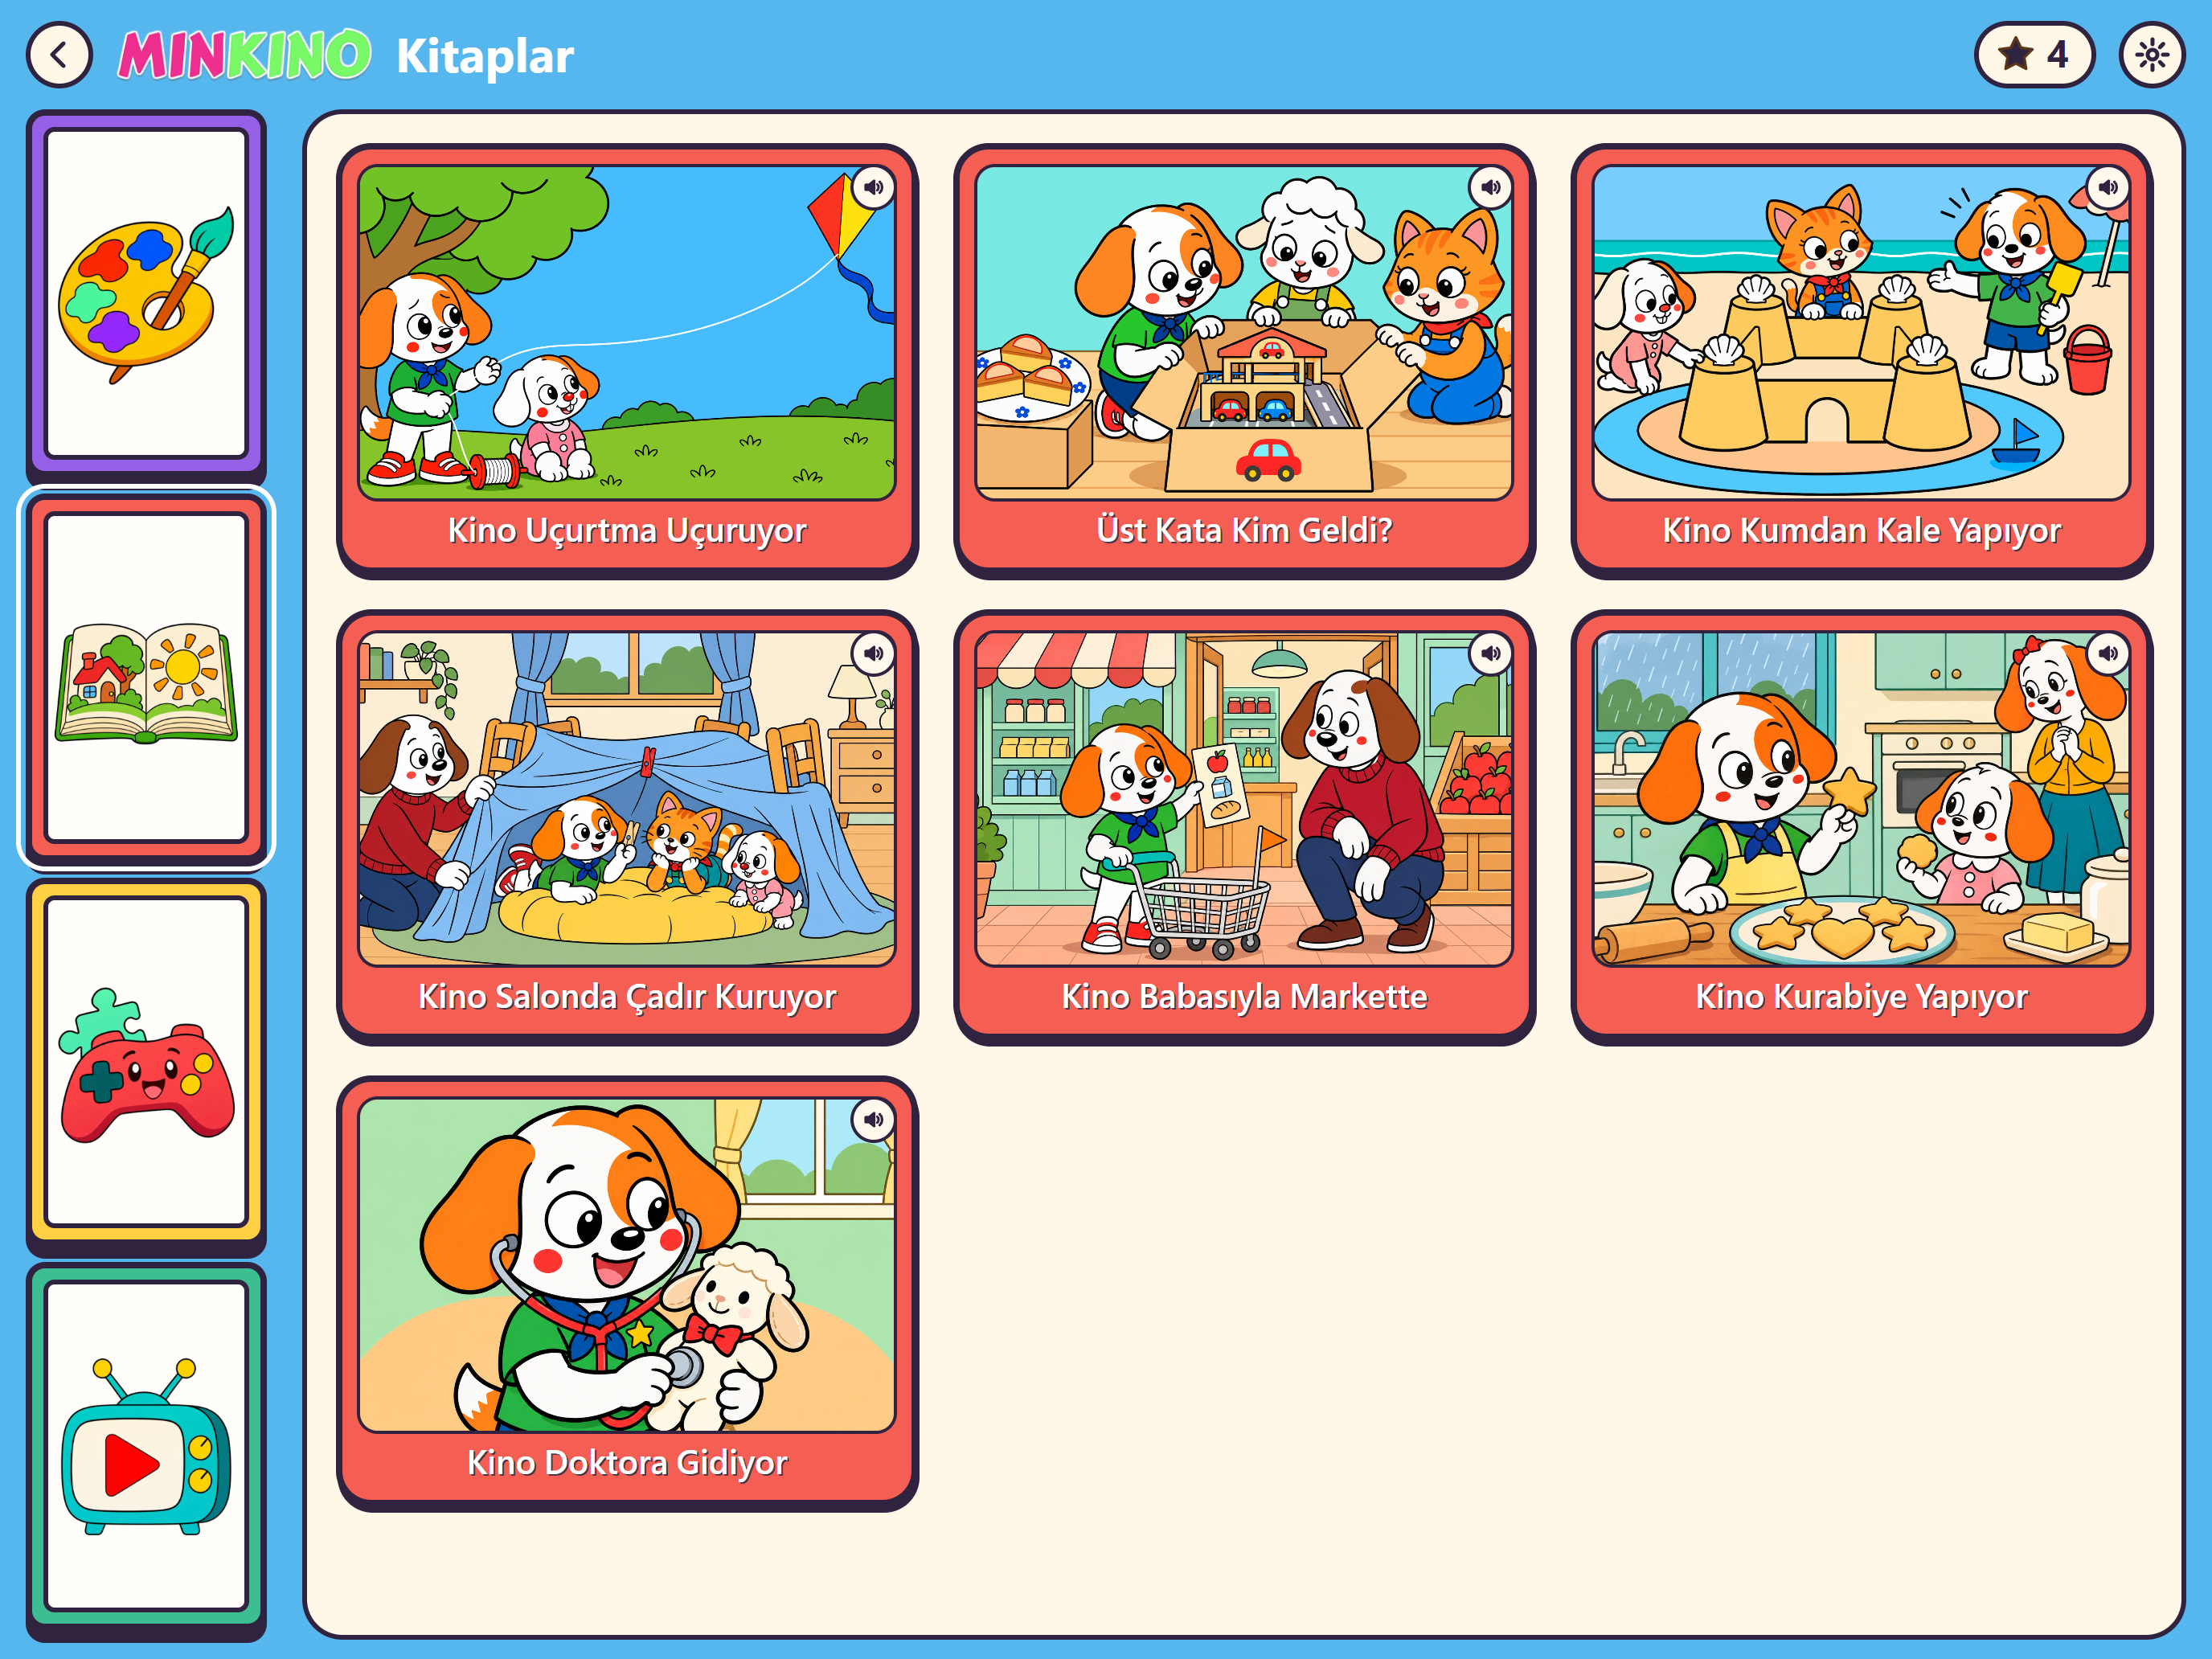 MINKINO Kitaplar
4
Kino Uçurtma Uçuruyor
Üst Kata Kim Geldi?
Kino Kumdan Kale Yapıyor
Kino Salonda Çadır Kuruyor
Kino Babasıyla Markette
Kino Kurabiye Yapıyor
Kino Doktora Gidiyor